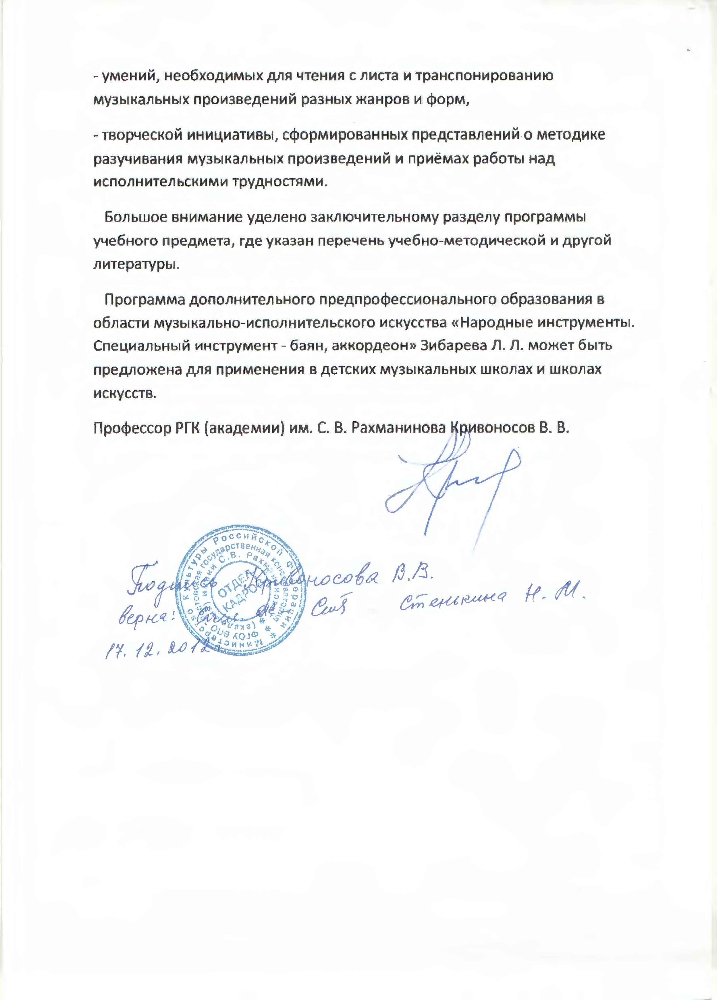 - умений, необходимых для чтения с листа и транспонированию
музыкальных произведений разных жанров и форм,
- творческой инициативы, сформированных представлений о методике
разучивания музыкальных произведений и приёмах работы над
исполнительскими трудностями.
Большое внимание уделено заключительному разделу программы
учебного предмета, где указан перечень учебно-методической и другой
литературы.
Программа дополнительного предпрофессионального образования в
области музыкально-исполнительского искусства «Народные инструменты.
Специальный инструмент - баян, аккордеон» Зибарева Л. Л. может быть
предложена для применения в детских музыкальных школах и школах
искусств.
Профессор РГК (академии) им. С. В. Рахманинова Кривоносов В. В.
Министерство культуры Российской Федерации
ФГОУ ВПО Ростовская государственная консерватория
(академия) имени С.В. Рахманинова
ОТДЕЛ
КАДРОВ
Подпись Кривоносова В.В.
верна: Стенькина Н. М.
17.12.2012г